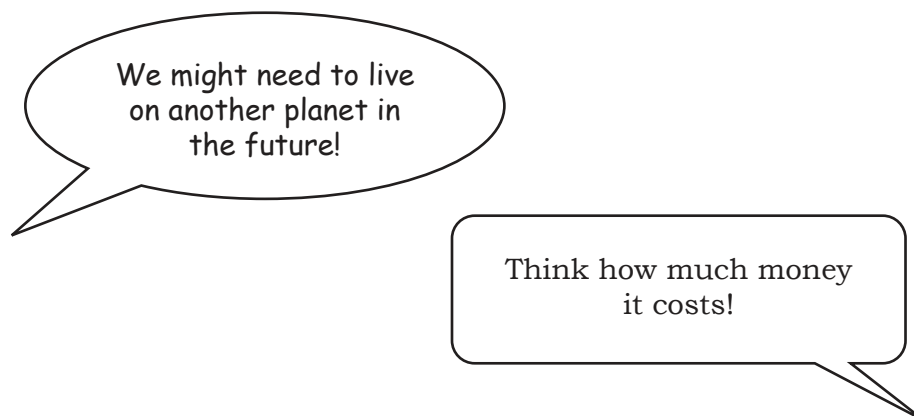 We might need to live
on another planet in
the future!
Think how much money
it costs!